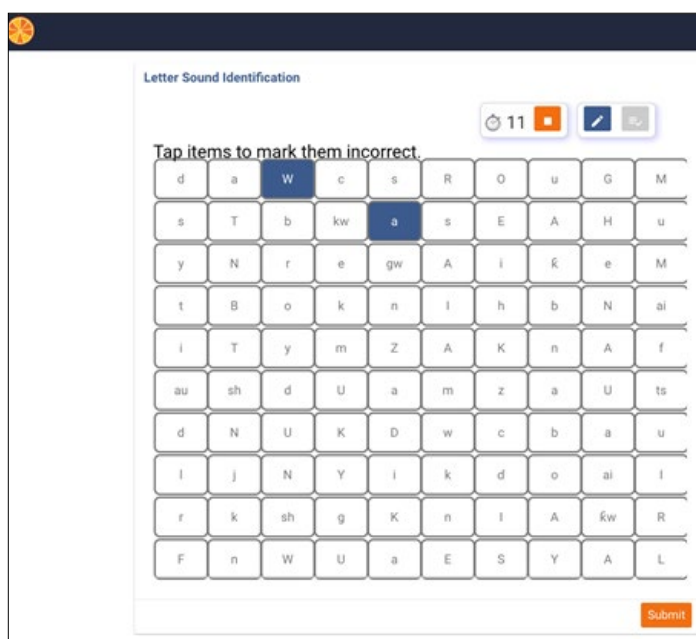 Letter Sound Identification
11
Tap items to mark them incorrect.
d a W c s R O u G M
s T b kw a s E A H u
y N r e gw A i ƙ e M
t B o k n I h b N ai
i T y m Z A K n A f
au sh d U a m z a U ts
d N U K D w c b a u
l j N Y i k d o ai l
r k sh g K n l A ƙw R
F n W U a E S Y A L
Submit